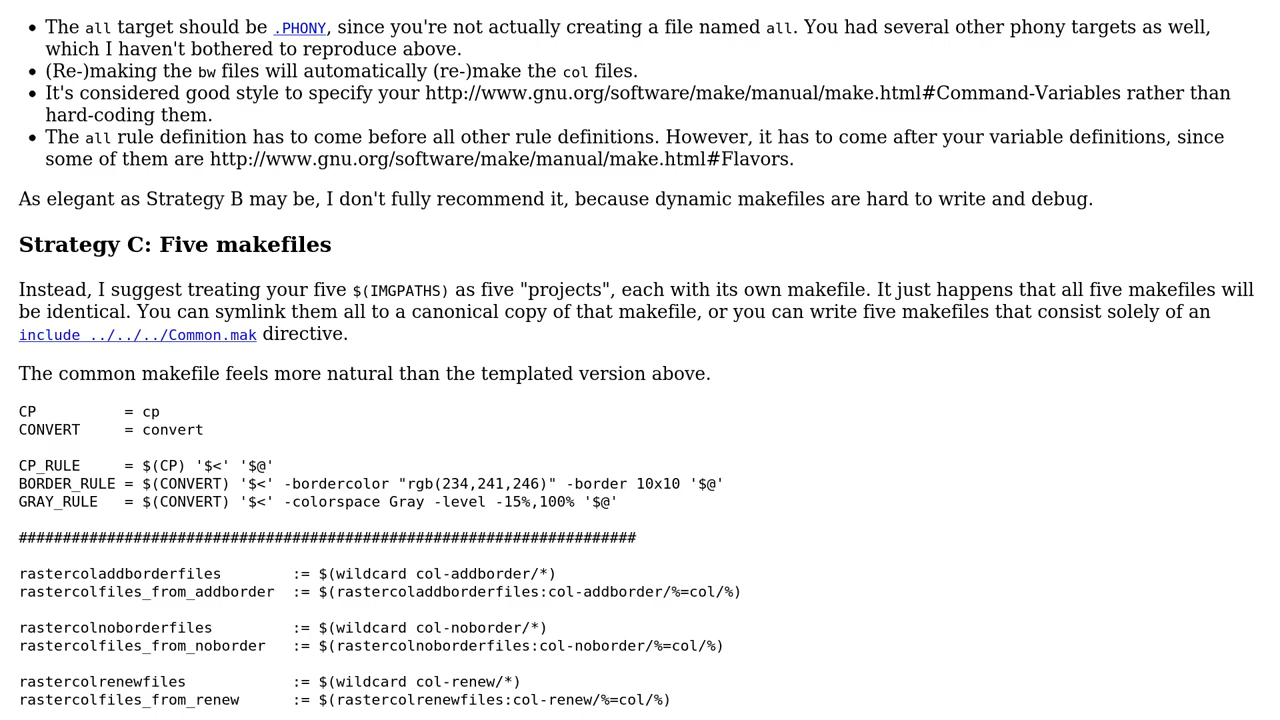 The all target should be .PHONY, since you're not actually creating a file named all. You had several other phony targets as well,
which I haven't bothered to reproduce above.
(Re-)making the bw files will automatically (re-)make the col files.
It's considered good style to specify your http://www.gnu.org/software/make/manual/make.html#Command-Variables rather than
hard-coding them.
The all rule definition has to come before all other rule definitions. However, it has to come after your variable definitions, since
some of them are http://www.gnu.org/software/make/manual/make.html#Flavors.
As elegant as Strategy B may be, I don't fully recommend it, because dynamic makefiles are hard to write and debug.
Strategy C: Five makefiles
Instead, I suggest treating your five $(IMGPATHS) as five "projects", each with its own makefile. It just happens that all five makefiles will
be identical. You can symlink them all to a canonical copy of that makefile, or you can write five makefiles that consist solely of an
include ../../../Common.mak directive.
The common makefile feels more natural than the templated version above.
CP          = cp
CONVERT     = convert
CP_RULE     = $(CP) '$<' '$@'
BORDER_RULE = $(CONVERT) '$<' -bordercolor "rgb(234,241,246)" -border 10x10 '$@'
GRAY_RULE   = $(CONVERT) '$<' -colorspace Gray -level -15%,100% '$@'
######################################################################
rastercoladdborderfiles        := $(wildcard col-addborder/*)
rastercolfiles_from_addborder  := $(rastercoladdborderfiles:col-addborder/%=col/%)
rastercolnoborderfiles         := $(wildcard col-noborder/*)
rastercolfiles_from_noborder   := $(rastercolnoborderfiles:col-noborder/%=col/%)
rastercolrenewfiles            := $(wildcard col-renew/*)
rastercolfiles_from_renew      := $(rastercolrenewfiles:col-renew/%=col/%)